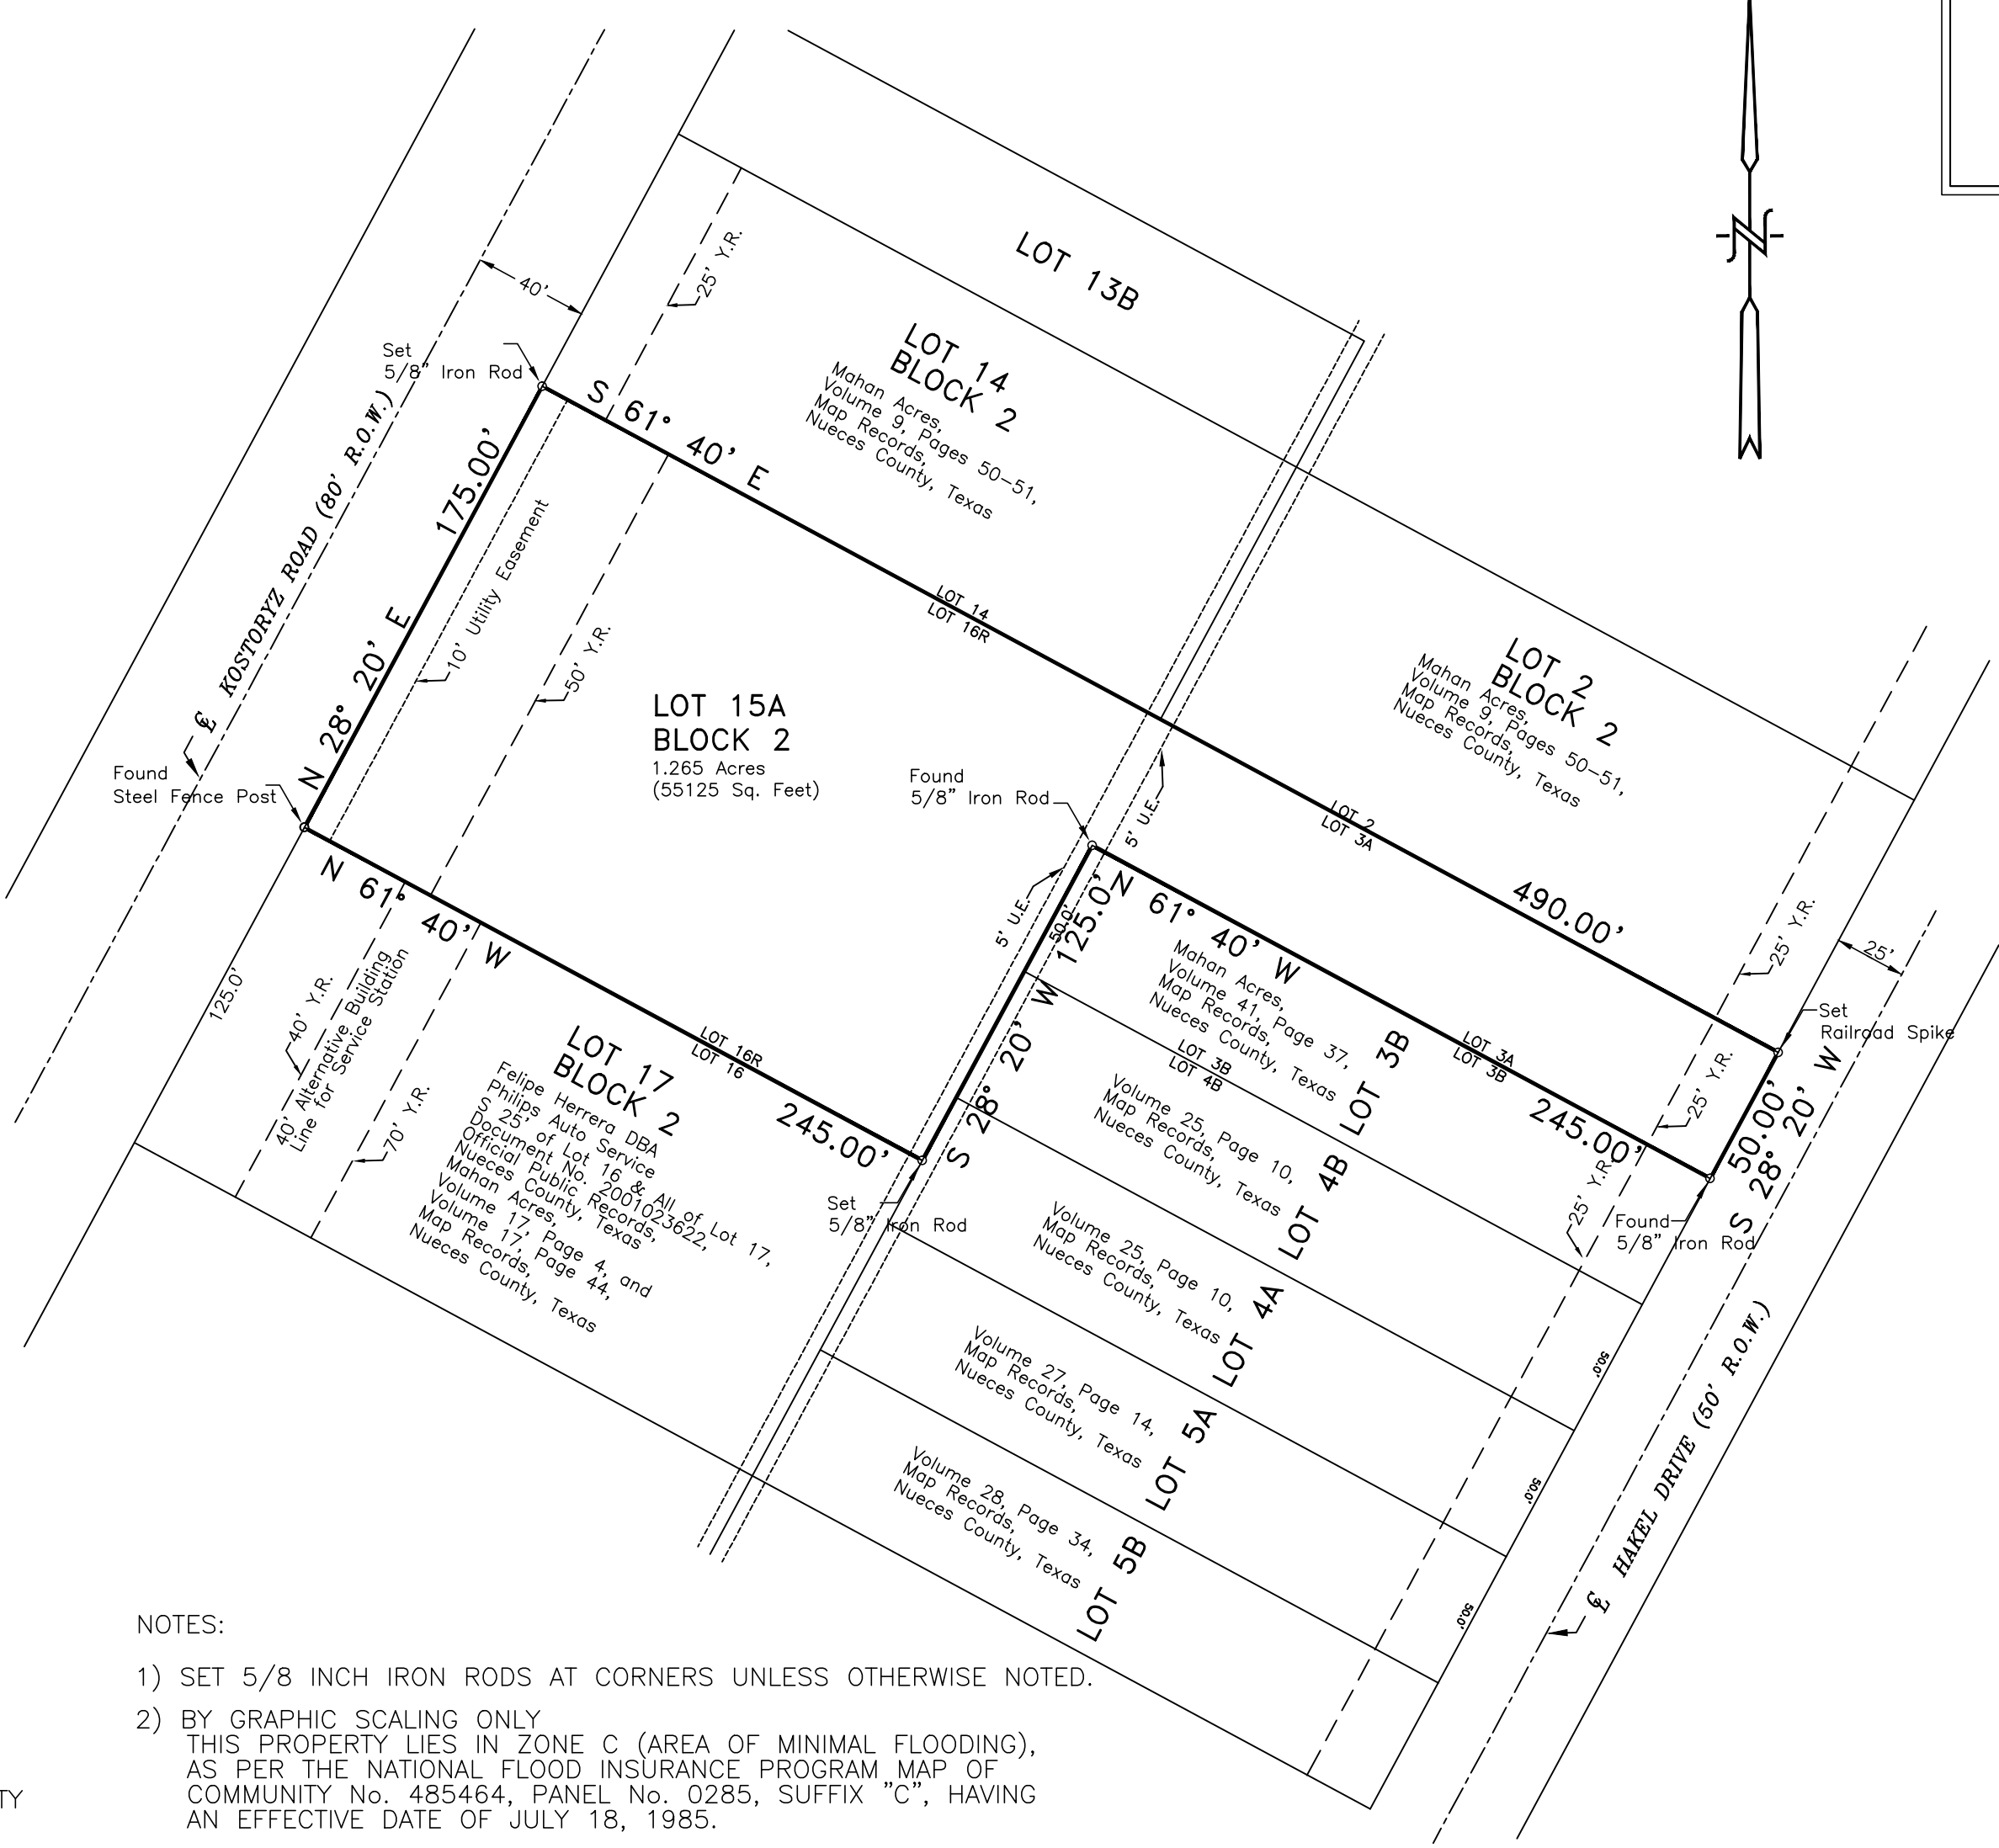 LOT 13B
25' Y.R.
40'
LOT 14
BLOCK 2
Mahan Acres,
Volume 9, Pages 50-51,
Map Records,
Nueces County, Texas
N
Set
5/8" Iron Rod
S 61° 40' E
KOSTORYZ ROAD (80' R.O.W.)
175.00'
N 28° 20' E
10' Utility Easement
50' Y.R.
LOT 14
LOT 16R
LOT 15A
BLOCK 2
1.265 Acres
(55125 Sq. Feet)
LOT 2
BLOCK 2
Mahan Acres,
Volume 9, Pages 50-51,
Map Records,
Nueces County, Texas
Found
Steel Fence Post
Found
5/8" Iron Rod
5' U.E.
5' U.E.
LOT 2
LOT 3A
490.00'
25' Y.R.
25'
Set
Railroad Spike
N 61° 40' W
125.0'
40' Y.R.
40' Alternative Building
Line for Service Station
70' Y.R.
LOT 16R
LOT 16
245.00'
LOT 17
BLOCK 2
Felipe Herrera DBA
Philips Auto Service
S 25' of Lot 16 & All of Lot 17,
Document No. 2001023622,
Official Public Records,
Nueces County, Texas
Mahan Acres,
Volume 17, Page 4, and
Volume 17, Page 44,
Map Records,
Nueces County, Texas
Set
5/8" Iron Rod
50.0'
125.0'
S 28° 20' W
N 61° 40' W
Mahan Acres,
Volume 41, Page 37,
Map Records,
Nueces County, Texas
LOT 3B
LOT 3A
LOT 3B
245.00'
25' Y.R.
50.00'
S 28° 20' W
LOT 3B
LOT 4B
Volume 25, Page 10,
Map Records,
Nueces County, Texas
LOT 4B
25' Y.R.
Found
5/8" Iron Rod
Volume 25, Page 10,
Map Records,
Nueces County, Texas
LOT 4A
50.0'
Volume 27, Page 14,
Map Records,
Nueces County, Texas
LOT 5A
50.0'
Volume 28, Page 34,
Map Records,
Nueces County, Texas
LOT 5B
50.0'
HAKEL DRIVE (50' R.O.W.)
NOTES:
1) SET 5/8 INCH IRON RODS AT CORNERS UNLESS OTHERWISE NOTED.
2) BY GRAPHIC SCALING ONLY
THIS PROPERTY LIES IN ZONE C (AREA OF MINIMAL FLOODING),
AS PER THE NATIONAL FLOOD INSURANCE PROGRAM MAP OF
COMMUNITY No. 485464, PANEL No. 0285, SUFFIX "C", HAVING
AN EFFECTIVE DATE OF JULY 18, 1985.
TY